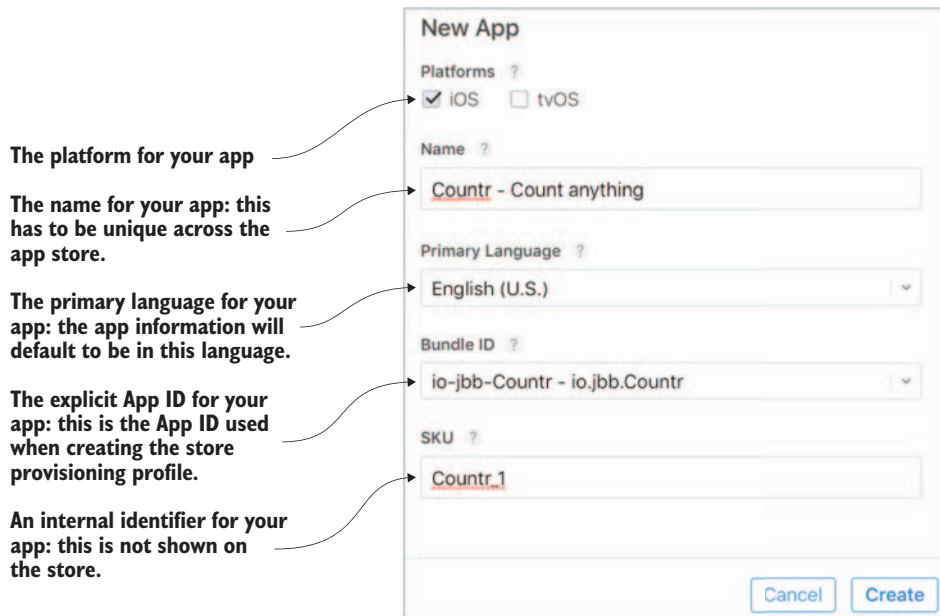 New App
Platforms ?
iOS tvOS
The platform for your app
Name ?
The name for your app: this
has to be unique across the
app store.
Countr - Count anything
Primary Language ?
The primary language for your
app: the app information will
default to be in this language.
English (U.S.)
Bundle ID ?
The explicit App ID for your
app: this is the App ID used
when creating the store
provisioning profile.
io-jbb-Countr - io.jbb.Countr
SKU ?
An internal identifier for your
app: this is not shown on
the store.
Countr_1
Cancel Create